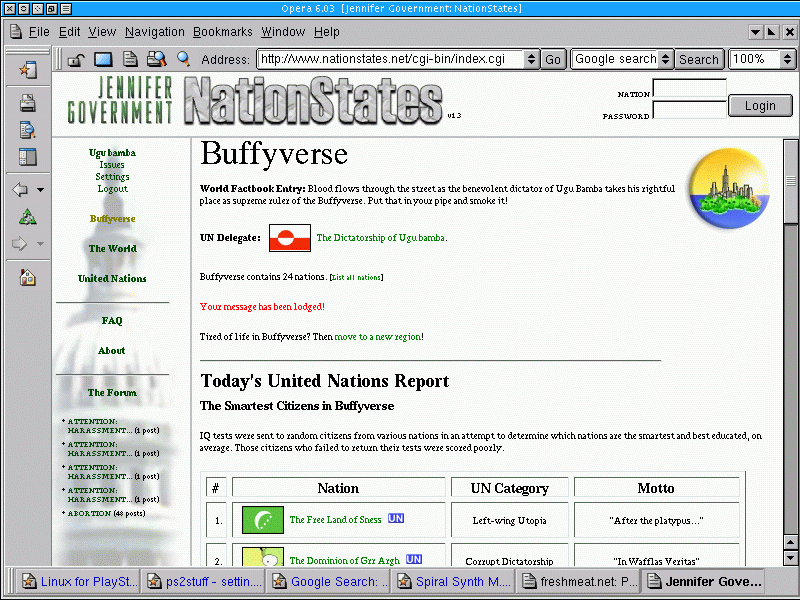 Opera 6.03 [Jennifer Government: NationStates]
File Edit View Navigation Bookmarks Window Help
Address: http://www.nationstates.net/cgi-bin/index.cgi Go Google search Search 100%
JENNIFER GOVERNMENT NationStates v1.3
NATION
PASSWORD
Login
Ugu bamba
Issues
Settings
Logout
Buffyverse
The World
United Nations
FAQ
About
The Forum
ATTENTION:
HARASSMENT... (1 post)
ATTENTION:
HARASSMENT... (1 post)
ATTENTION:
HARASSMENT... (1 post)
ATTENTION:
HARASSMENT... (1 post)
ABORTION (48 posts)
Buffyverse
World Factbook Entry: Blood flows through the street as the benevolent dictator of Ugu Bamba takes his rightful
place as supreme ruler of the Buffyverse. Put that in your pipe and smoke it!
UN Delegate: The Dictatorship of Ugu bamba.
Buffyverse contains 24 nations. [List all nations]
Your message has been lodged!
Tired of life in Buffyverse? Then move to a new region!
Today's United Nations Report
The Smartest Citizens in Buffyverse
IQ tests were sent to random citizens from various nations in an attempt to determine which nations are the smartest and best educated, on
average. Those citizens who failed to return their tests were scored poorly.
# Nation UN Category Motto
1. The Free Land of Sness UN Left-wing Utopia "After the platypus..."
2. The Dominion of Grr Argh UN Corrupt Dictatorship "In Wafflas Veritas"
Linux for PlaySt... ps2stuff - settin.... Google Search: .. Spiral Synth M.... freshmeat.net: P... Jennifer Gove...